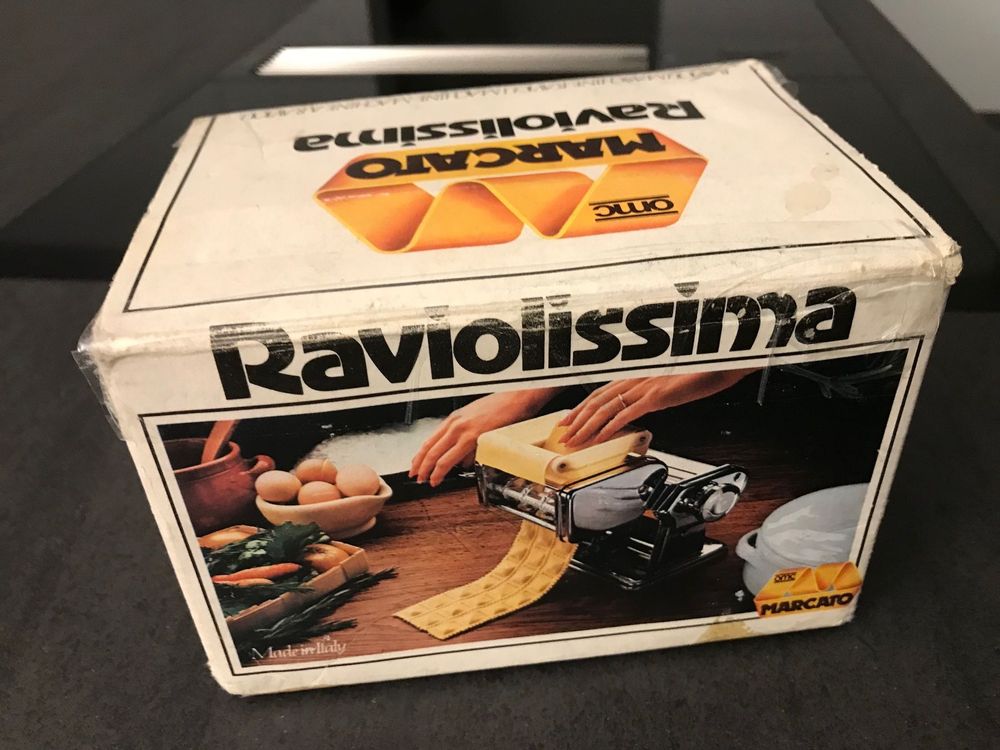 Raviolissima
MARCATO
omc
Raviolissima
omc
MARCATO
Made in Italy